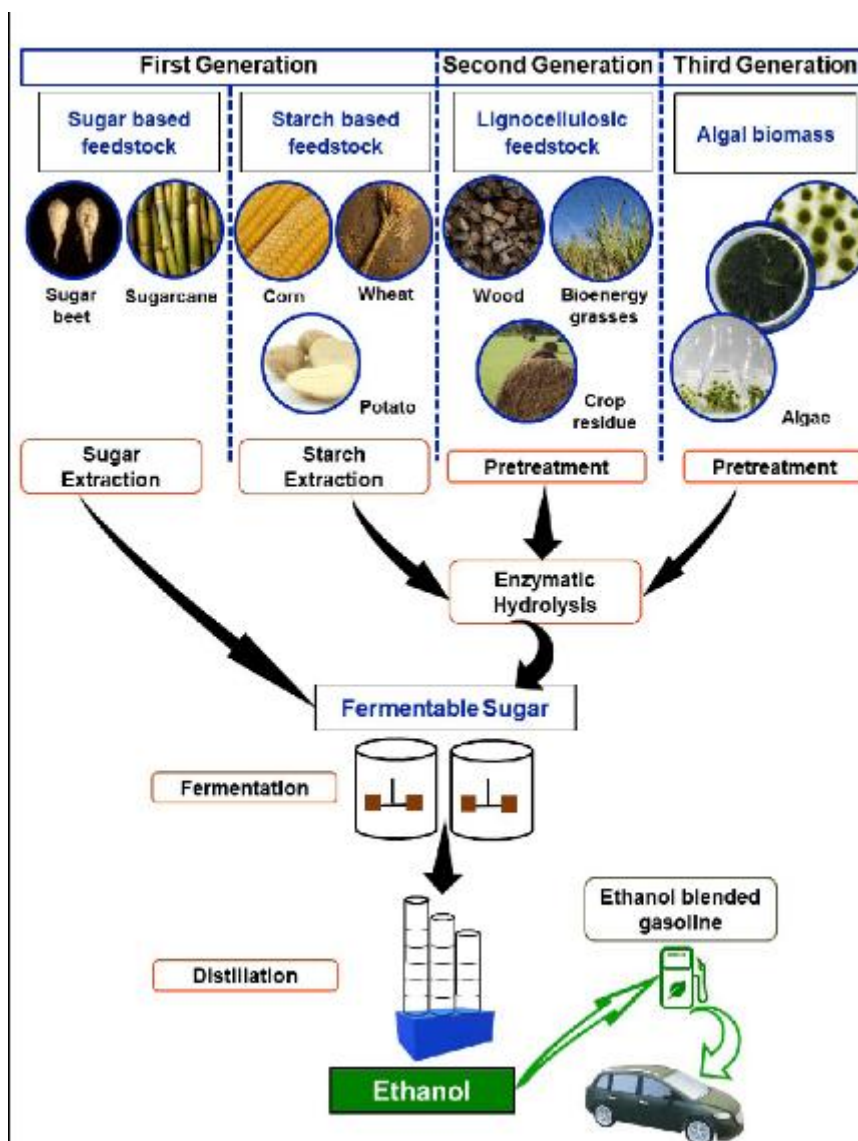 First Generation
Second Generation
Third Generation
Sugar based
feedstock
Starch based
feedstock
Lignocellulosic
feedstock
Algal biomass
Sugar
beet
Sugarcane
Corn
Wheat
Potato
Wood
Bioenergy
grasses
Crop
residue
Algae
Sugar
Extraction
Starch
Extraction
Pretreatment
Pretreatment
Enzymatic
Hydrolysis
Fermentable Sugar
Fermentation
Distillation
Ethanol blended
gasoline
Ethanol